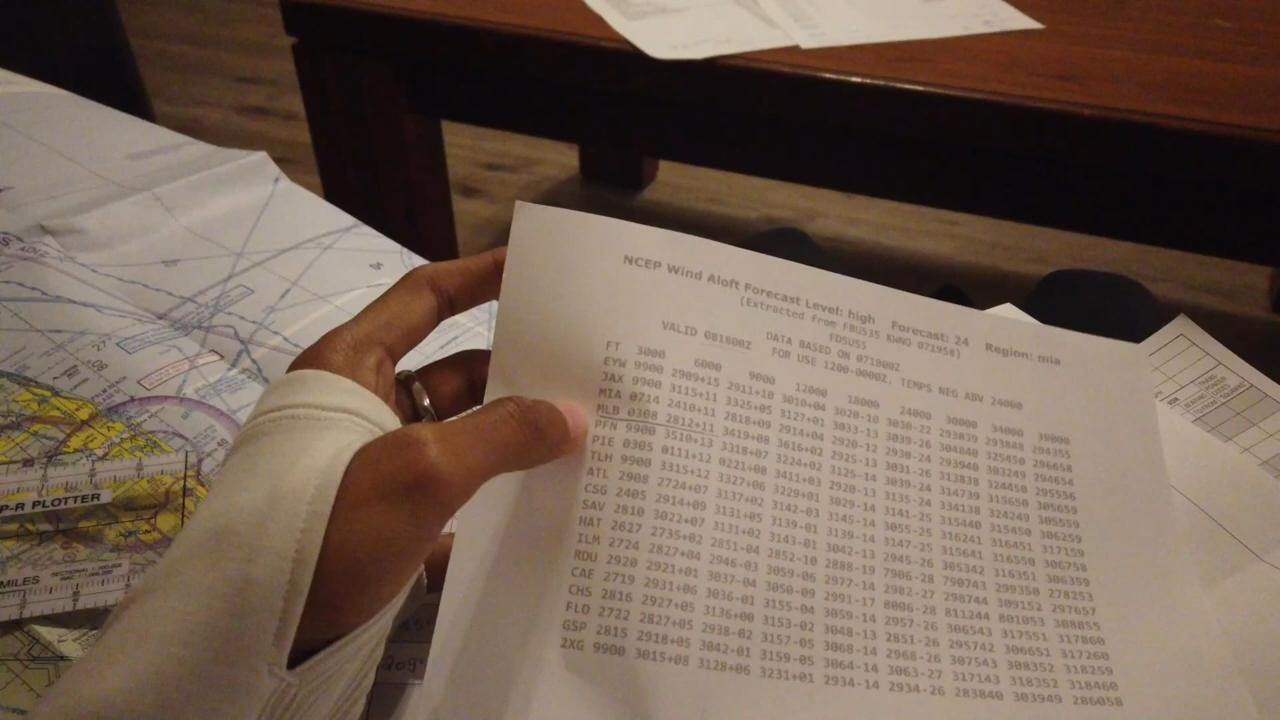 NCEP Wind Aloft Forecast Level: high Forecast: 24 Region: mia
(Extracted from FBUS35 KWNO 071958)
FDSUS5
DATA BASED ON 071800Z
VALID 081800Z FOR USE 1200-0000Z. TEMPS NEG ABV 24000
FT 3000 6000 9000 12000 18000 24000 30000 34000 39000
EYW 9900 2909+15 2911+10 3010+04 3020-10 3030-22 293839 293848 294355
JAX 9900 3115+11 3325+05 3127+01 3033-13 3039-26 304840 325450 296658
MIA 0714 2410+11 2818+09 2914+04 2920-12 2930-24 293940 303249 294654
MLB 0308 2812+11 3419+08 3616+02 2925-13 3031-26 313838 324450 295556
PFN 9900 3510+13 3318+07 3224+02 3125-14 3039-24 314739 315650 305659
PIE 0305 0111+12 0221+08 3411+03 2920-13 3135-24 334138 324249 305559
TLH 9900 3315+12 3327+06 3229+01 3029-14 3141-25 315440 315450 306259
ATL 2908 2724+07 3137+02 3142-03 3145-14 3055-25 316241 316451 317159
CSG 2405 2914+09 3131+05 3139-01 3139-14 3147-25 315641 316550 306758
SAV 2810 3022+07 3131+02 3143-01 3042-13 2945-26 305342 316351 306359
HAT 2627 2735+02 2851-04 2852-10 2888-19 7906-28 790743 299350 278253
ILM 2724 2827+04 2946-03 3059-06 2977-14 2982-27 298744 309152 297657
RDU 2920 2921+01 3037-04 3050-09 2991-17 8006-28 811244 801053 308855
CAE 2719 2931+06 3036-01 3155-04 3059-14 2957-26 306543 317551 317860
CHS 2816 2927+05 3136+00 3153-02 3048-13 2851-26 295742 306651 317260
FLO 2722 2827+05 2938-02 3157-05 3068-14 2968-26 307543 308352 318259
GSP 2815 2918+05 3042-01 3159-05 3064-14 3063-27 317143 318352 318460
2XG 9900 3015+08 3128+06 3231+01 2934-14 2934-26 283840 303949 286058
P-R PLOTTER
MILES
SECTIONAL 1:500,000
209°